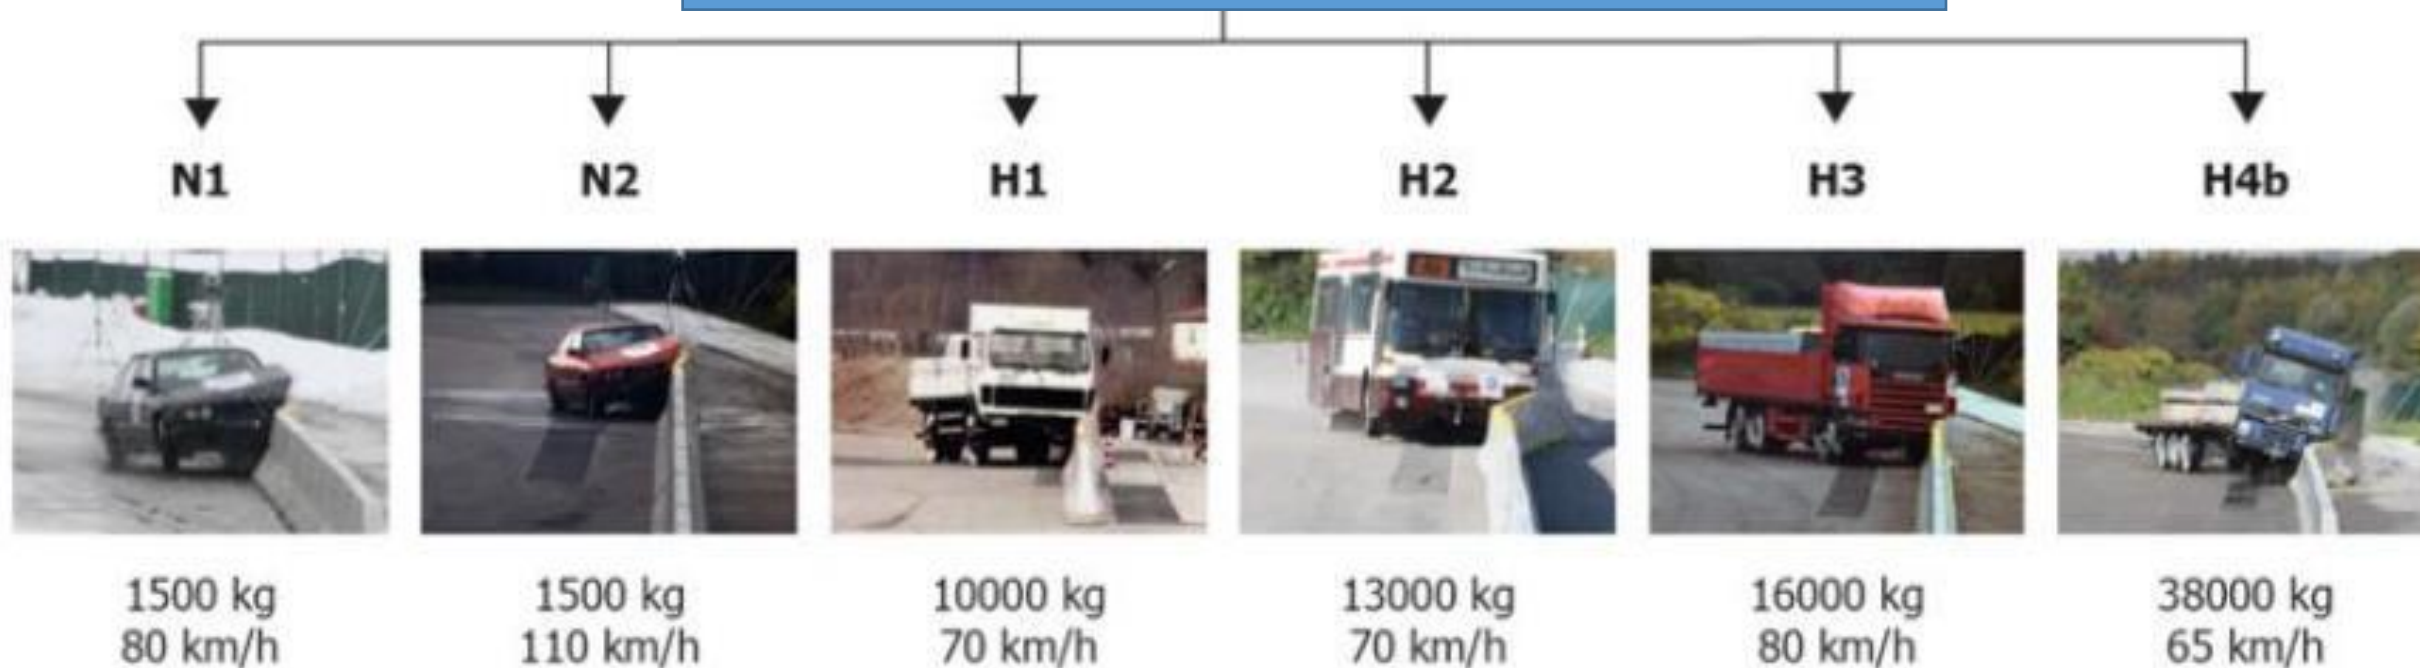 N1 N2 H1 H2 H3 H4b
1500 kg 1500 kg 10000 kg 13000 kg 16000 kg 38000 kg
80 km/h 110 km/h 70 km/h 70 km/h 80 km/h 65 km/h